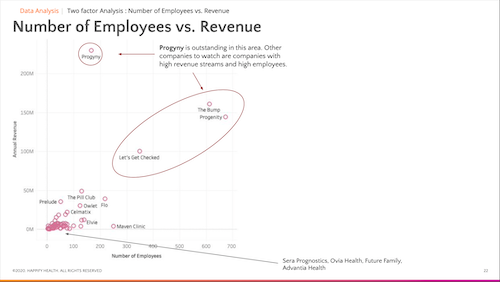 Data Analysis | Two factor Analysis : Number of Employees vs. Revenue
Number of Employees vs. Revenue
Progyny is outstanding in this area. Other
companies to watch are companies with
high revenue streams and high employees.
Progyny
200M
150M
100M
50M
0M
Annual Revenue
The Bump
Progenity
Let's Get Checked
The Pill Club
Prelude
Owlet
Flo
Celmatix
Elvie
Maven Clinic
0
100
200
300
400
500
600
700
Number of Employees
Sera Prognostics, Ovia Health, Future Family,
Advantia Health
©2020. HAPPPY HEALTH. ALL RIGHTS RESERVED